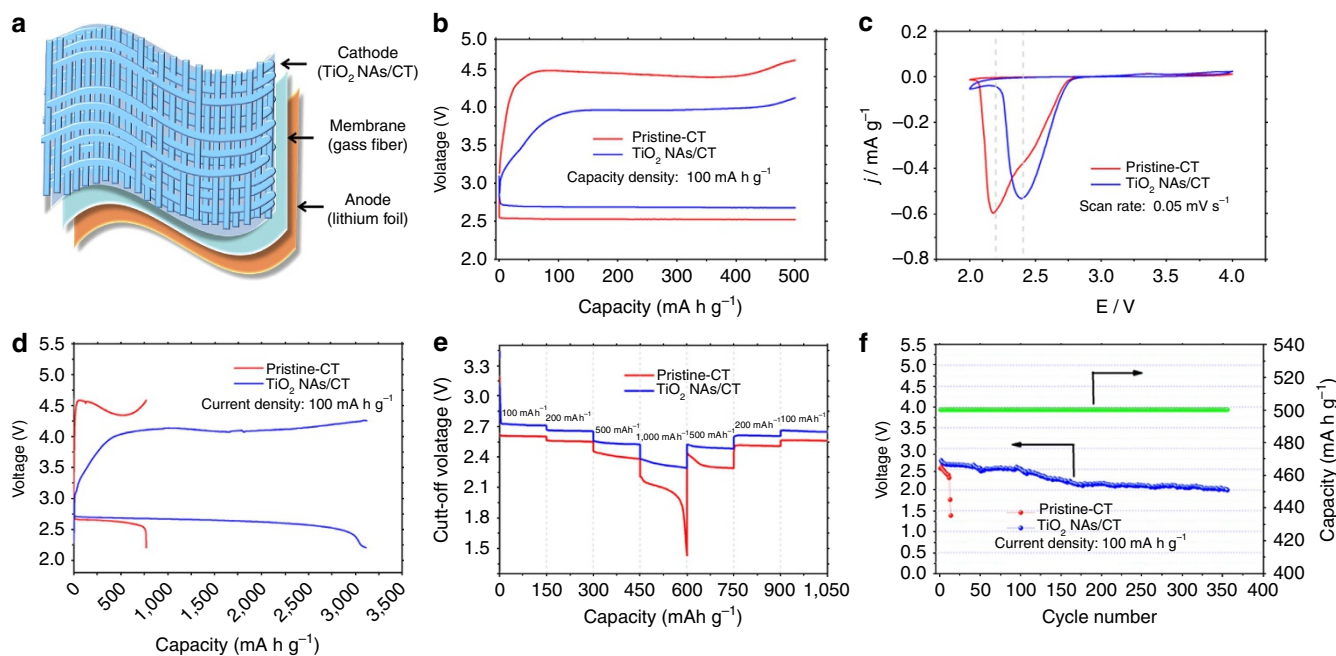 a
Cathode
(TiO2 NAs/CT)
Membrane
(gass fiber)
Anode
(lithium foil)
b
5.0
4.5
4.0
3.5
3.0
2.5
2.0
Volatage (V)
Pristine-CT
TiO2 NAs/CT
Capacity density: 100 mA h g–1
0 100 200 300 400 500
Capacity (mA h g–1)
c
0.2
0.0
–0.2
–0.4
–0.6
–0.8
j / mA g–1
Pristine-CT
TiO2 NAs/CT
Scan rate: 0.05 mV s–1
2.0 2.5 3.0 3.5 4.0
E / V
d
5.5
5.0
4.5
4.0
3.5
3.0
2.5
2.0
Voltage (V)
Pristine-CT
TiO2 NAs/CT
Current density: 100 mA h g–1
0 500 1,000 1,500 2,000 2,500 3,000 3,500
Capacity (mA h g–1)
e
3.3
3.0
2.7
2.4
2.1
1.8
1.5
Cutt-off volatage (V)
Pristine-CT
TiO2 NAs/CT
100 mAh–1 200 mAh–1 500 mAh–1 1,000 mAh–1 500 mAh–1 200 mAh–1 100 mAh–1
0 150 300 450 600 750 900 1,050
Capacity (mAh g–1)
f
5.5
5.0
4.5
4.0
3.5
3.0
2.5
2.0
1.5
1.0
0.5
0.0
Voltage (V)
Pristine-CT
TiO2 NAs/CT
Current density: 100 mA h g–1
540
520
500
480
460
440
420
400
Capacity (mA h g–1)
0 50 100 150 200 250 300 350 400
Cycle number